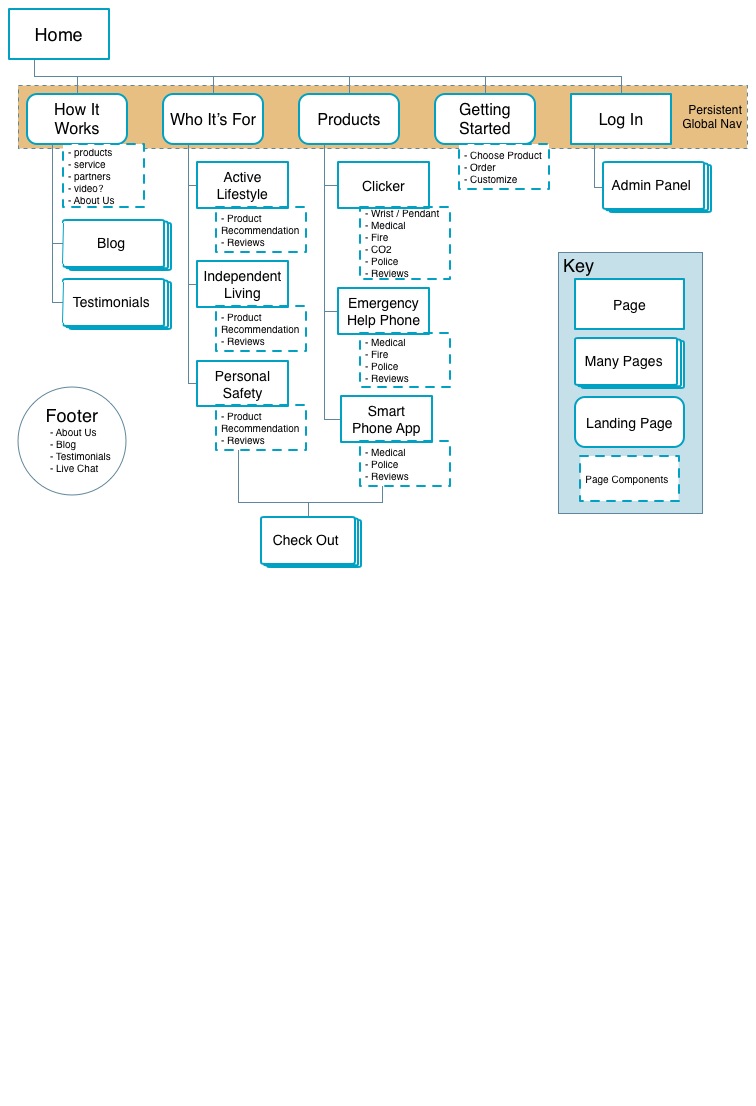 Home
How It
Works
Who It's For
Products
Getting
Started
Log In
Persistent
Global Nav
- products
- service
- partners
- video?
- About Us
Blog
Testimonials
Active
Lifestyle
- Product
Recommendation
- Reviews
Independent
Living
- Product
Recommendation
- Reviews
Personal
Safety
- Product
Recommendation
- Reviews
Clicker
- Wrist / Pendant
- Medical
- Fire
- CO2
- Police
- Reviews
Emergency
Help Phone
- Medical
- Fire
- Police
- Reviews
Smart
Phone App
- Medical
- Police
- Reviews
- Choose Product
- Order
- Customize
Admin Panel
Key
Page
Many Pages
Landing Page
Page Components
Footer
- About Us
- Blog
- Testimonials
- Live Chat
Check Out